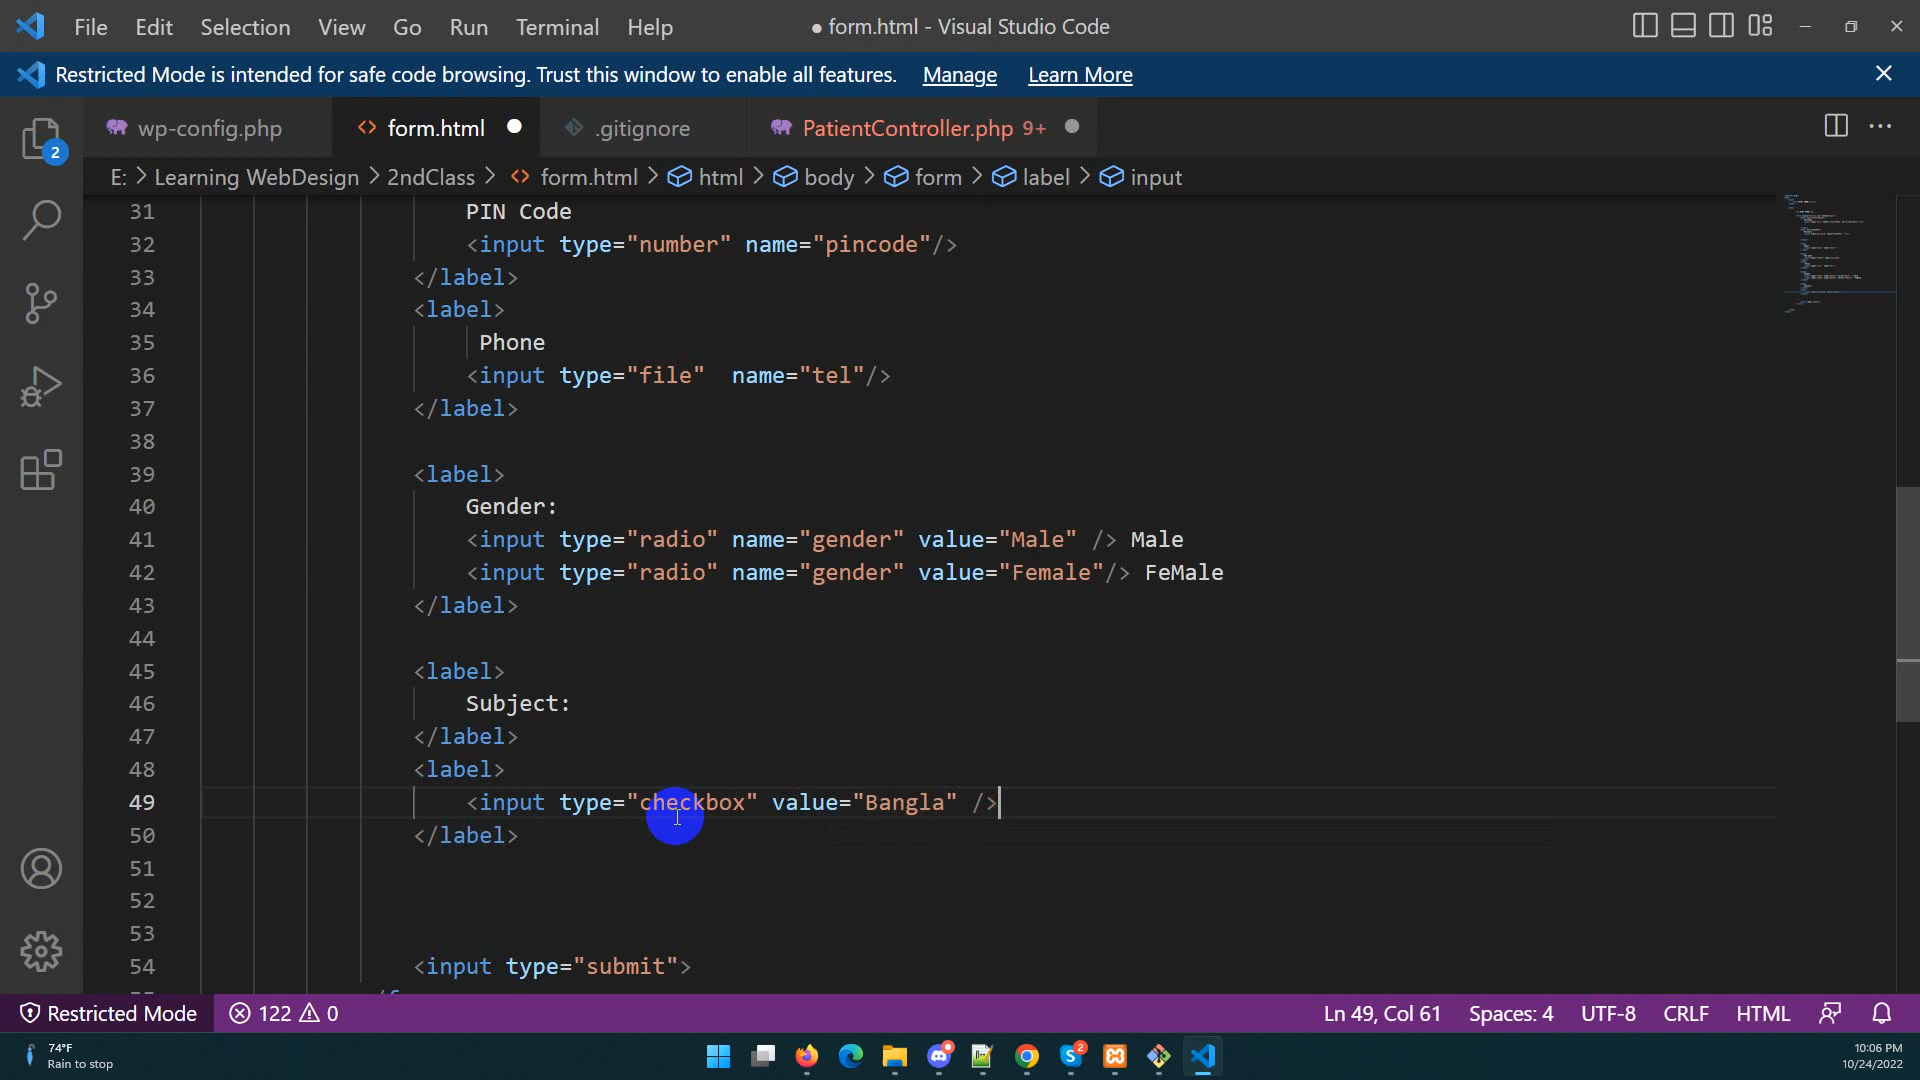 File Edit Selection View Go Run Terminal Help ● form.html - Visual Studio Code
Restricted Mode is intended for safe code browsing. Trust this window to enable all features. Manage Learn More
wp-config.php form.html .gitignore PatientController.php 9+
E: > Learning WebDesign > 2ndClass > form.html > html > body > form > label > input
2
31 PIN Code
32 <input type="number" name="pincode"/>
33 </label>
34 <label>
35 Phone
36 <input type="file"  name="tel"/>
37 </label>
38
39 <label>
40 Gender:
41 <input type="radio" name="gender" value="Male" /> Male
42 <input type="radio" name="gender" value="Female"/> FeMale
43 </label>
44
45 <label>
46 Subject:
47 </label>
48 <label>
49 <input type="checkbox" value="Bangla" />
50 </label>
51
52
53
54 <input type="submit">
Restricted Mode 122 0 Ln 49, Col 61 Spaces: 4 UTF-8 CRLF HTML
74°F
Rain to stop
2
10:06 PM
10/24/2022